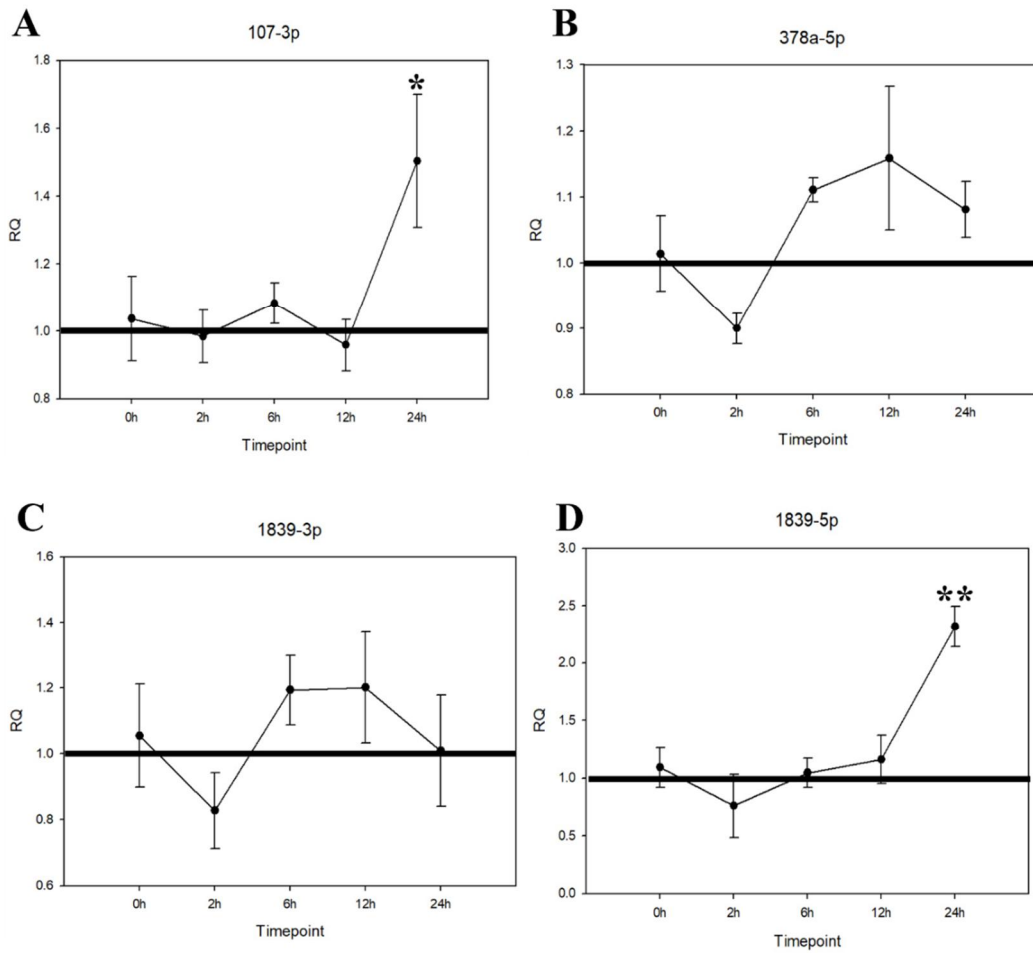 A
107-3p
*
1.8
1.6
1.4
1.2
1.0
0.8
RQ
0h 2h 6h 12h 24h
Timepoint
B
378a-5p
1.3
1.2
1.1
1.0
0.9
0.8
RQ
0h 2h 6h 12h 24h
Timepoint
C
1839-3p
1.6
1.4
1.2
1.0
0.8
0.6
RQ
0h 2h 6h 12h 24h
Timepoint
D
1839-5p
**
3.0
2.5
2.0
1.5
1.0
0.5
0.0
RQ
0h 2h 6h 12h 24h
Timepoint